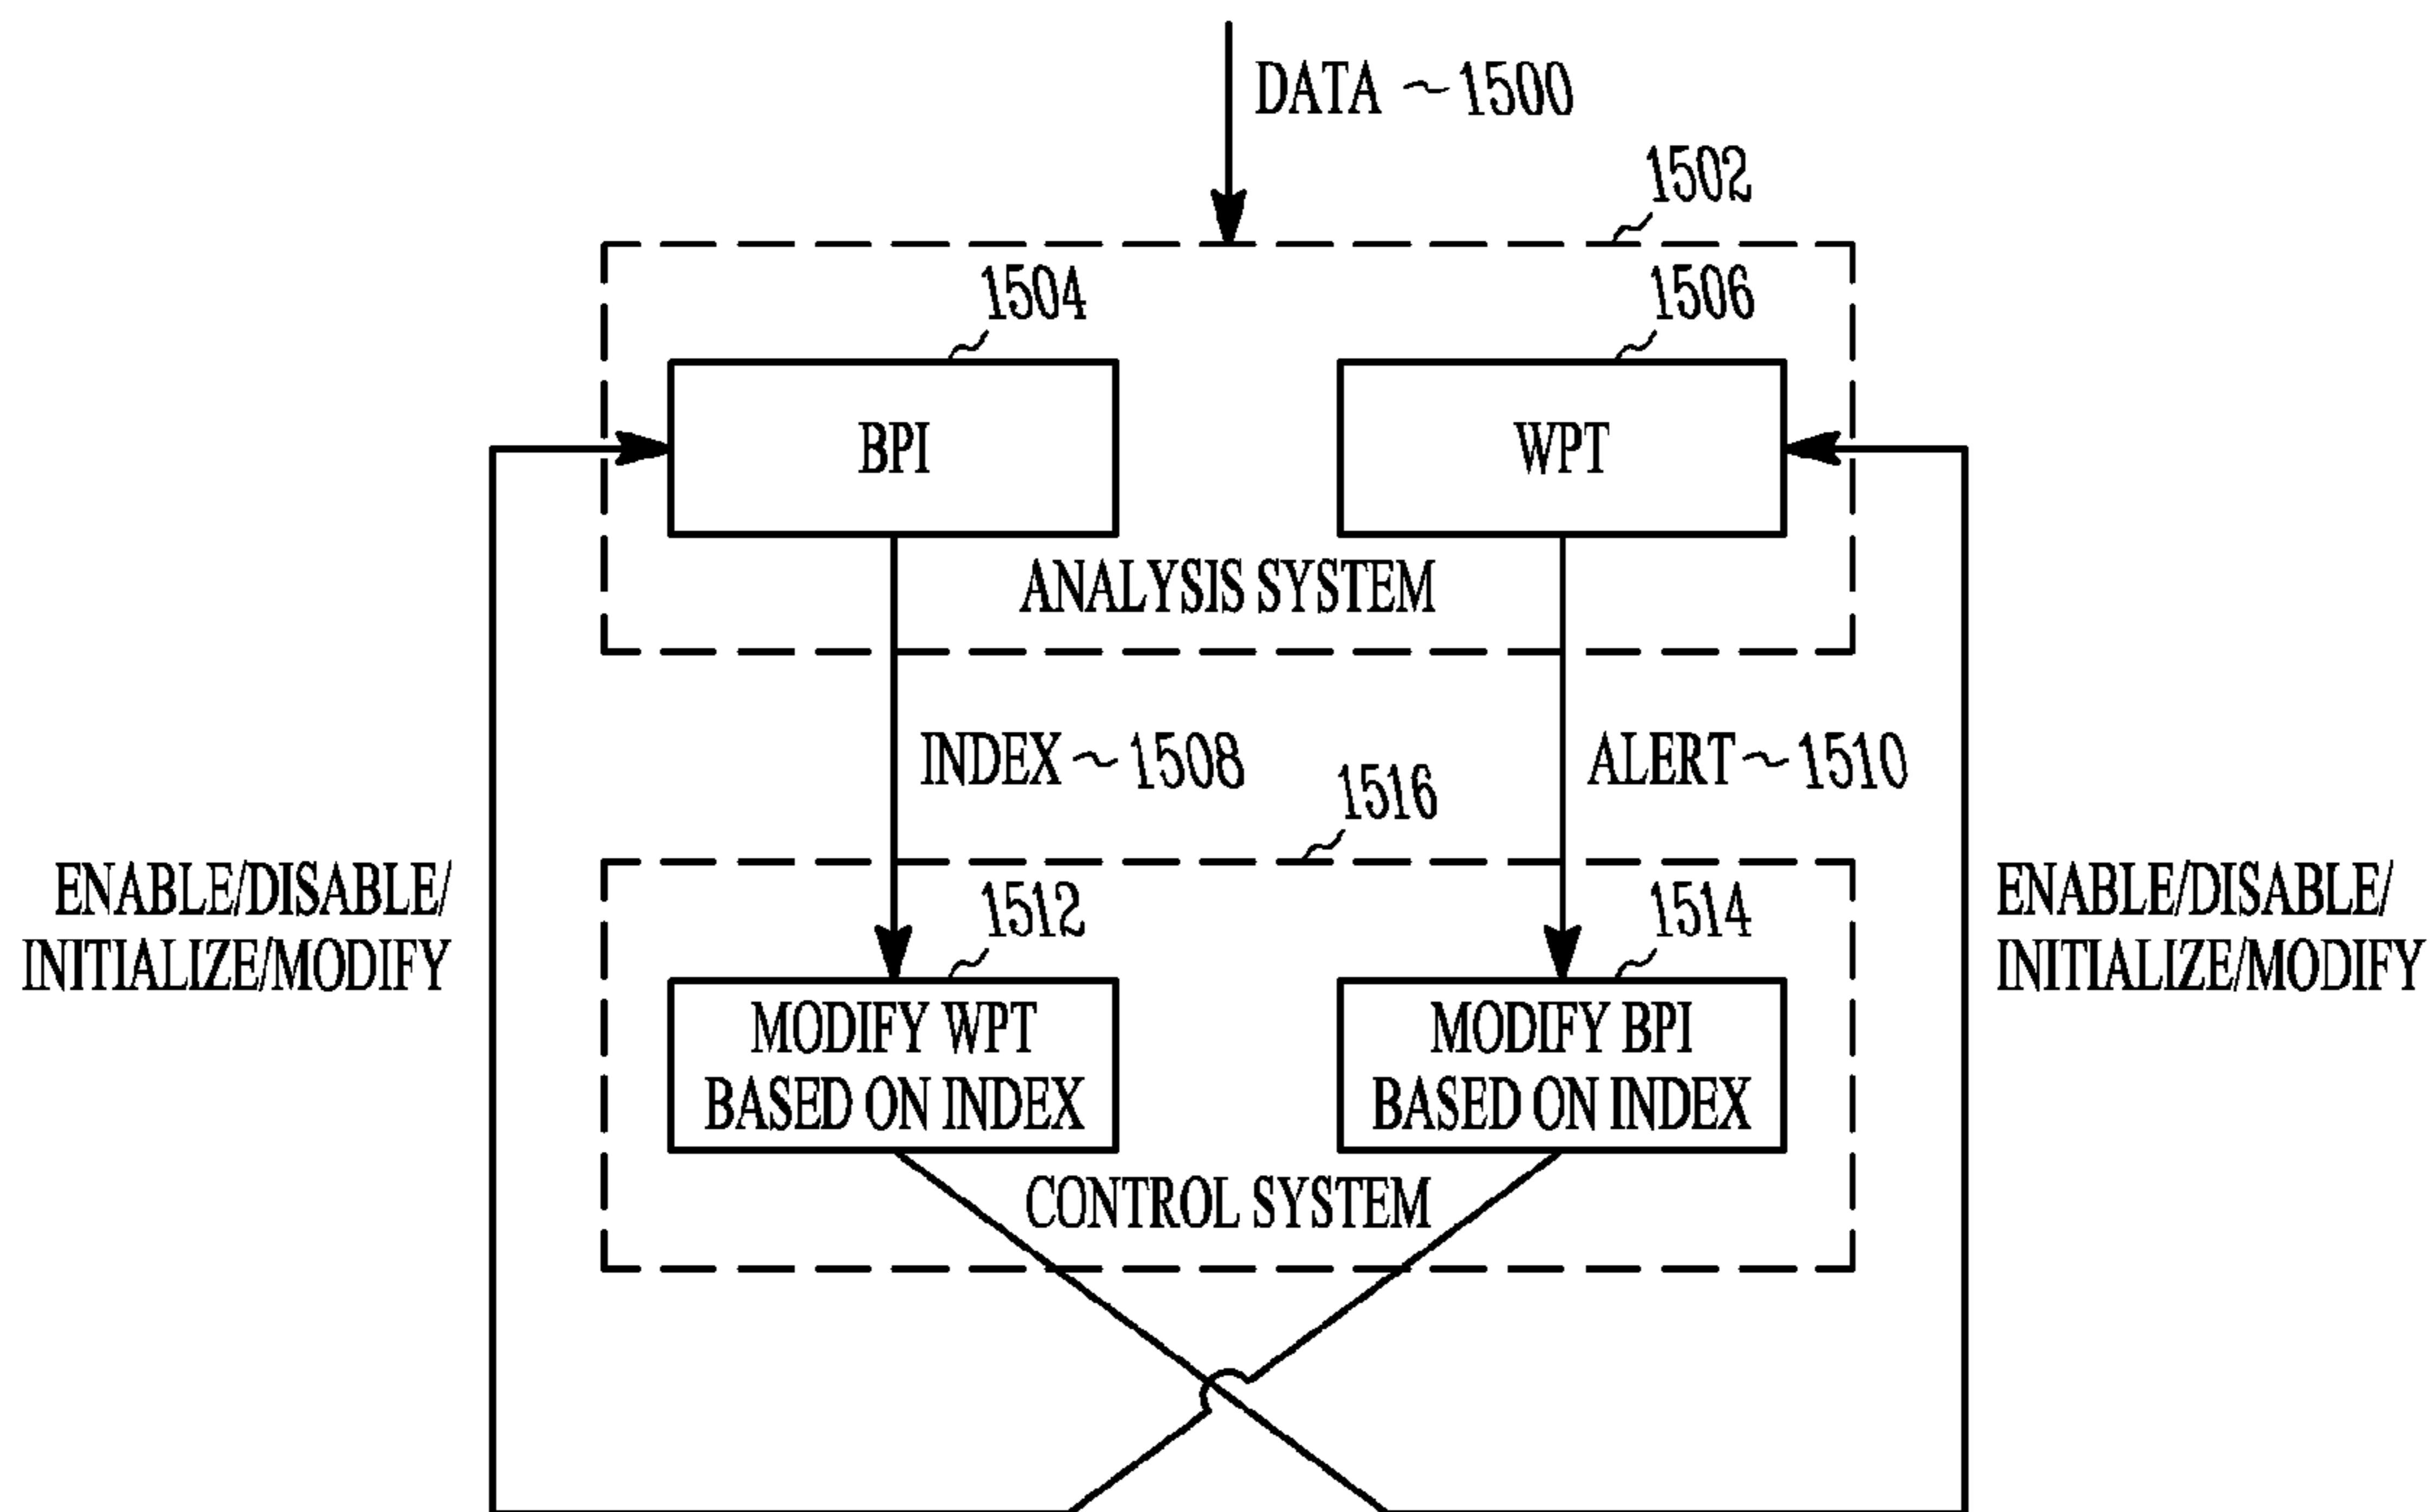 DATA ~1500
1502
1504
1506
BPI
WPT
ANALYSIS SYSTEM
INDEX ~ 1508
ALERT ~ 1510
1516
ENABLE/DISABLE/
INITIALIZE/MODIFY
1512
1514
ENABLE/DISABLE/
INITIALIZE/MODIFY
MODIFY WPT
BASED ON INDEX
MODIFY BPI
BASED ON INDEX
CONTROL SYSTEM